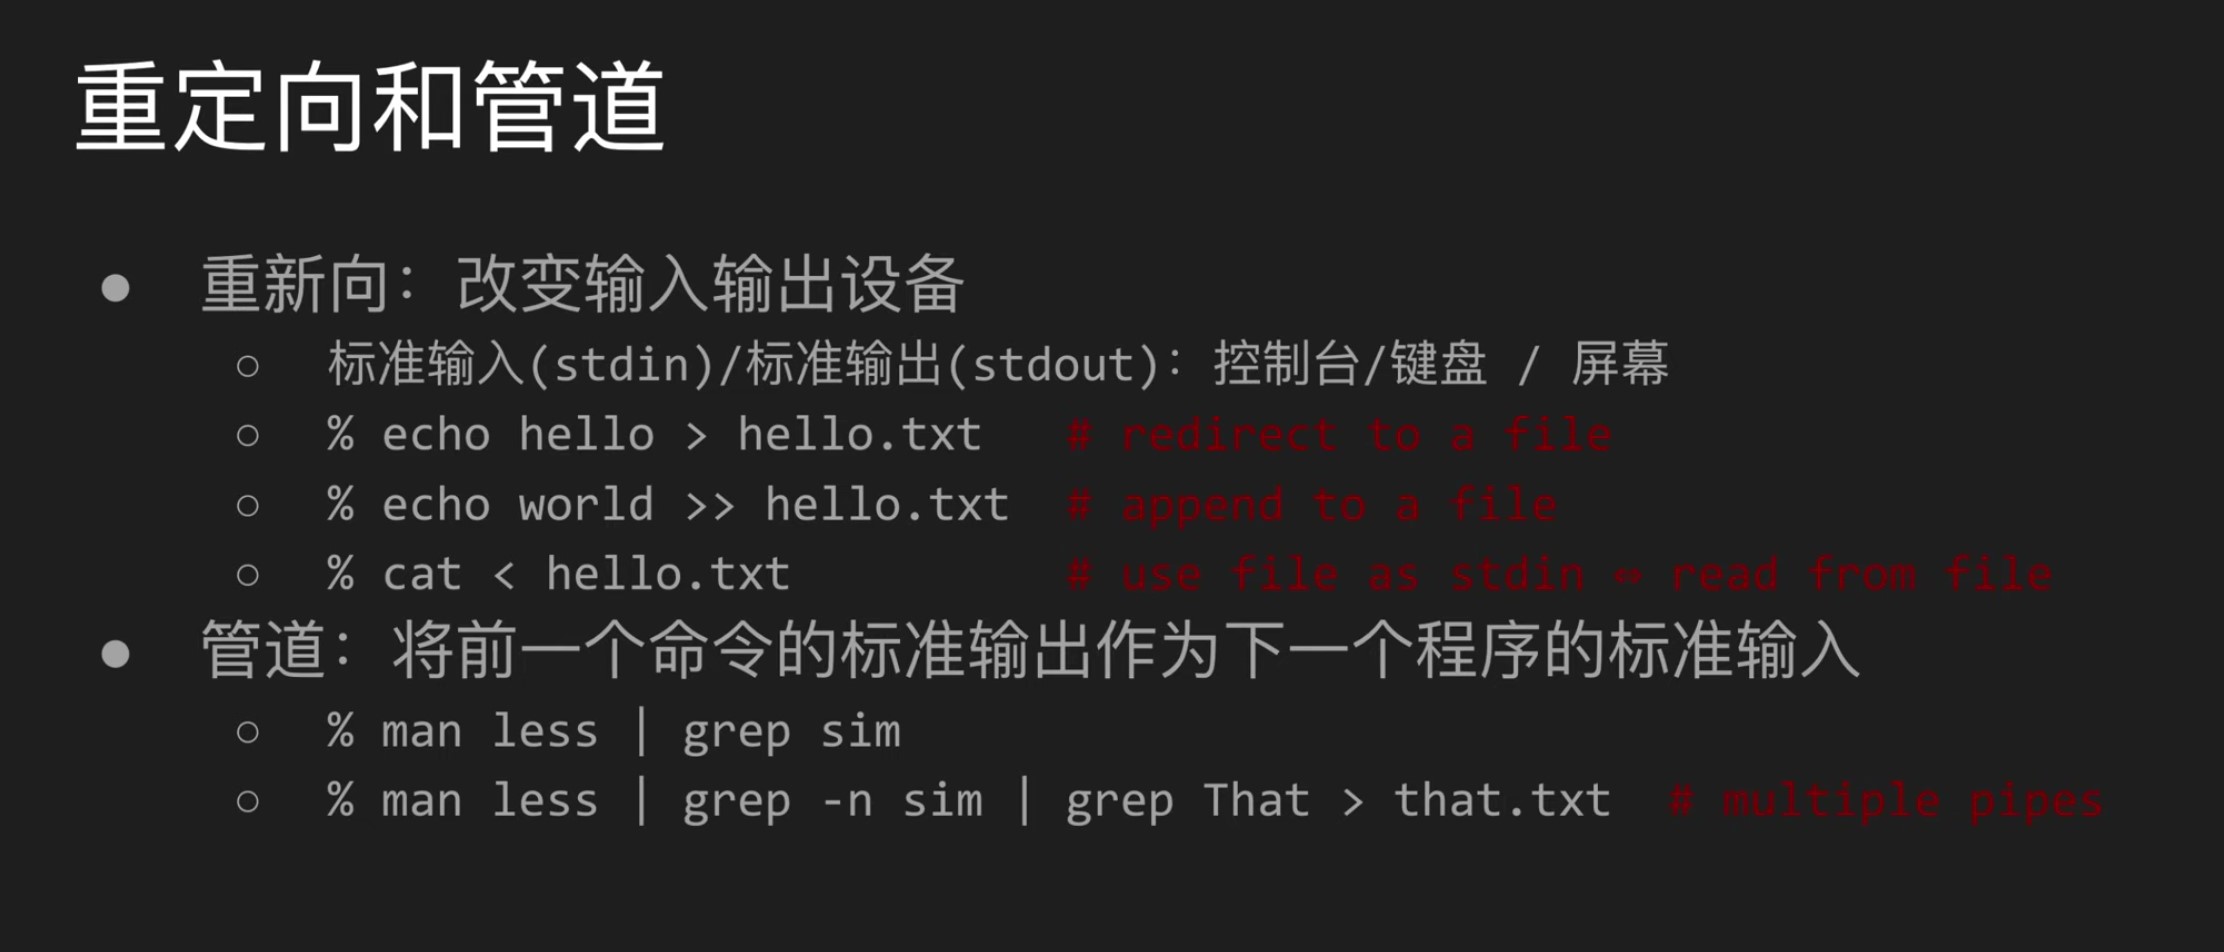 重定向和管道
● 重新向：改变输入输出设备
○ 标准输入(stdin)/标准输出(stdout)：控制台/键盘 / 屏幕
○ % echo hello > hello.txt # redirect to a file
○ % echo world >> hello.txt # append to a file
○ % cat < hello.txt # use file as stdin ⇔ read from file
● 管道：将前一个命令的标准输出作为下一个程序的标准输入
○ % man less | grep sim
○ % man less | grep -n sim | grep That > that.txt # multiple pipes